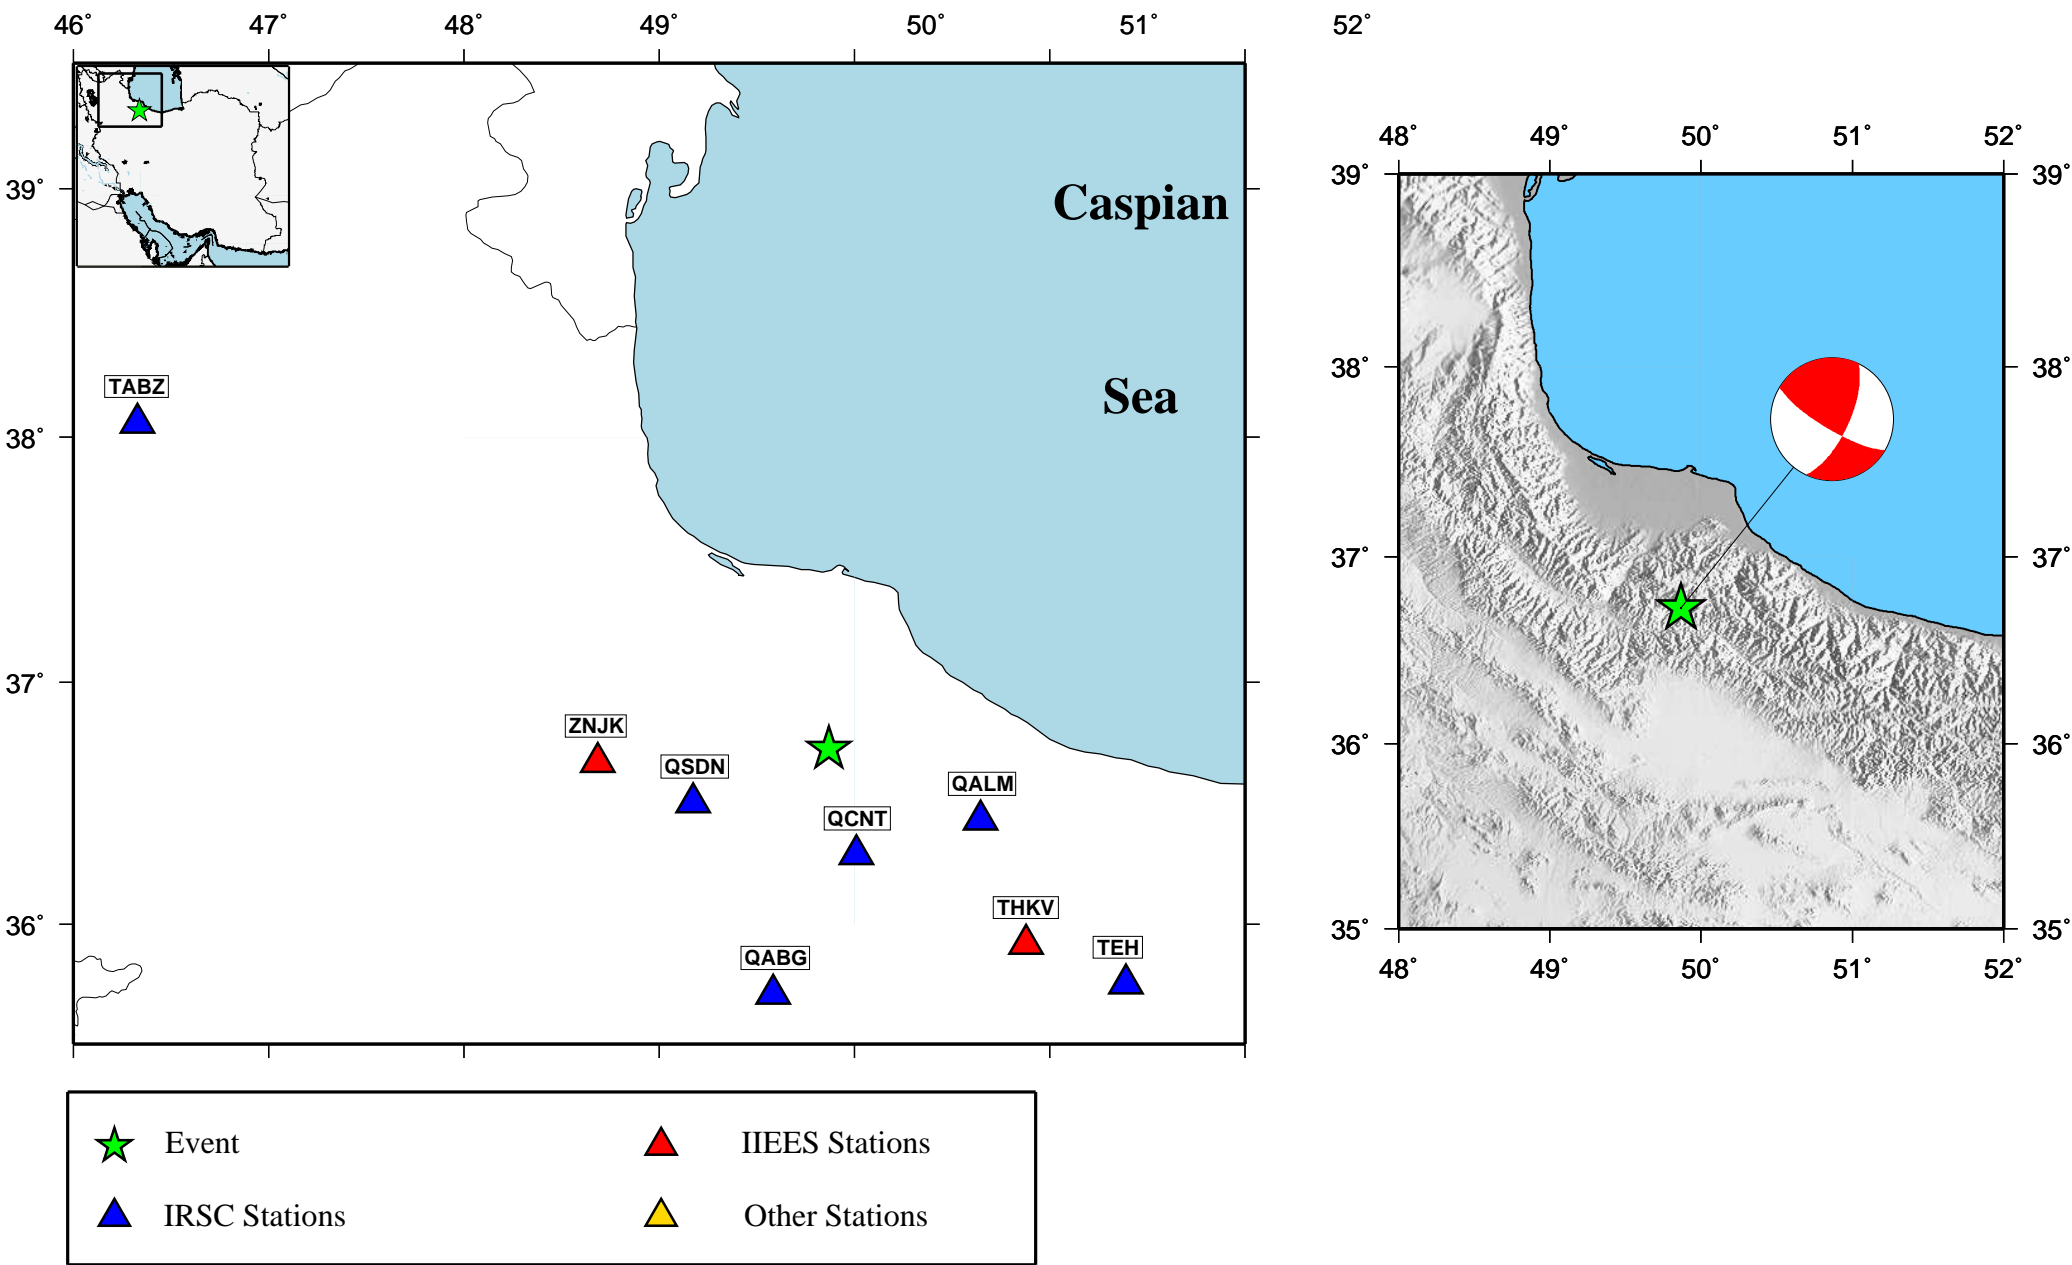 46˚ 47˚ 48˚ 49˚ 50˚ 51˚ 52˚
39˚
38˚
37˚
36˚
Caspian
Sea
TABZ
ZNJK
QSDN
QALM
QCNT
THKV
TEH
QABG
Event
IIEES Stations
IRSC Stations
Other Stations
48˚ 49˚ 50˚ 51˚ 52˚
39˚ 39˚
38˚ 38˚
37˚ 37˚
36˚ 36˚
35˚ 35˚
48˚ 49˚ 50˚ 51˚ 52˚